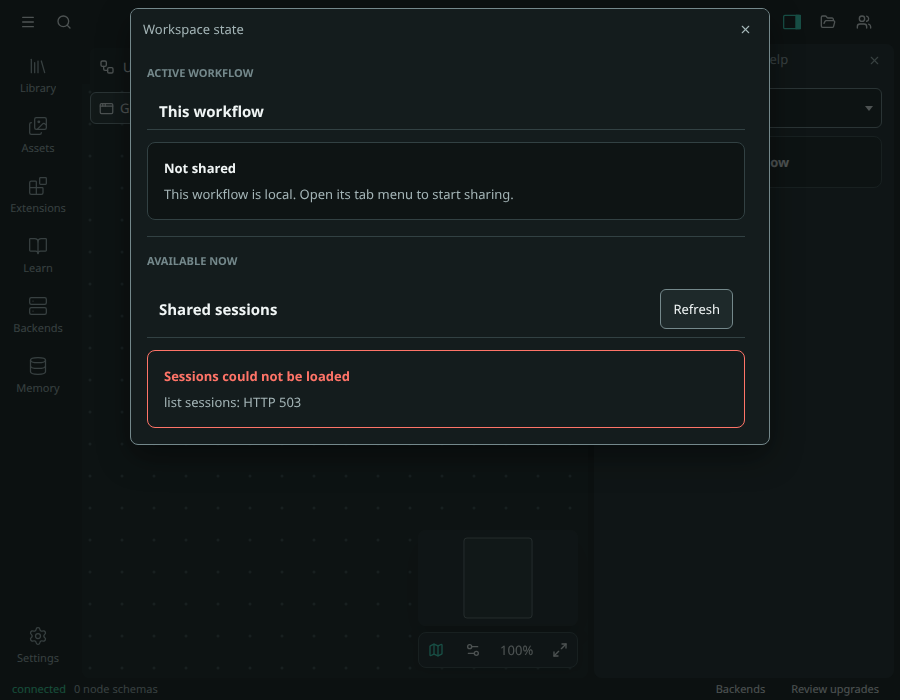 Workspace state
ACTIVE WORKFLOW
This workflow
Not shared
This workflow is local. Open its tab menu to start sharing.
AVAILABLE NOW
Shared sessions
Refresh
Sessions could not be loaded
list sessions: HTTP 503
Library
Assets
Extensions
Learn
Backends
Memory
Settings
100%
connected
0 node schemas
Backends
Review upgrades